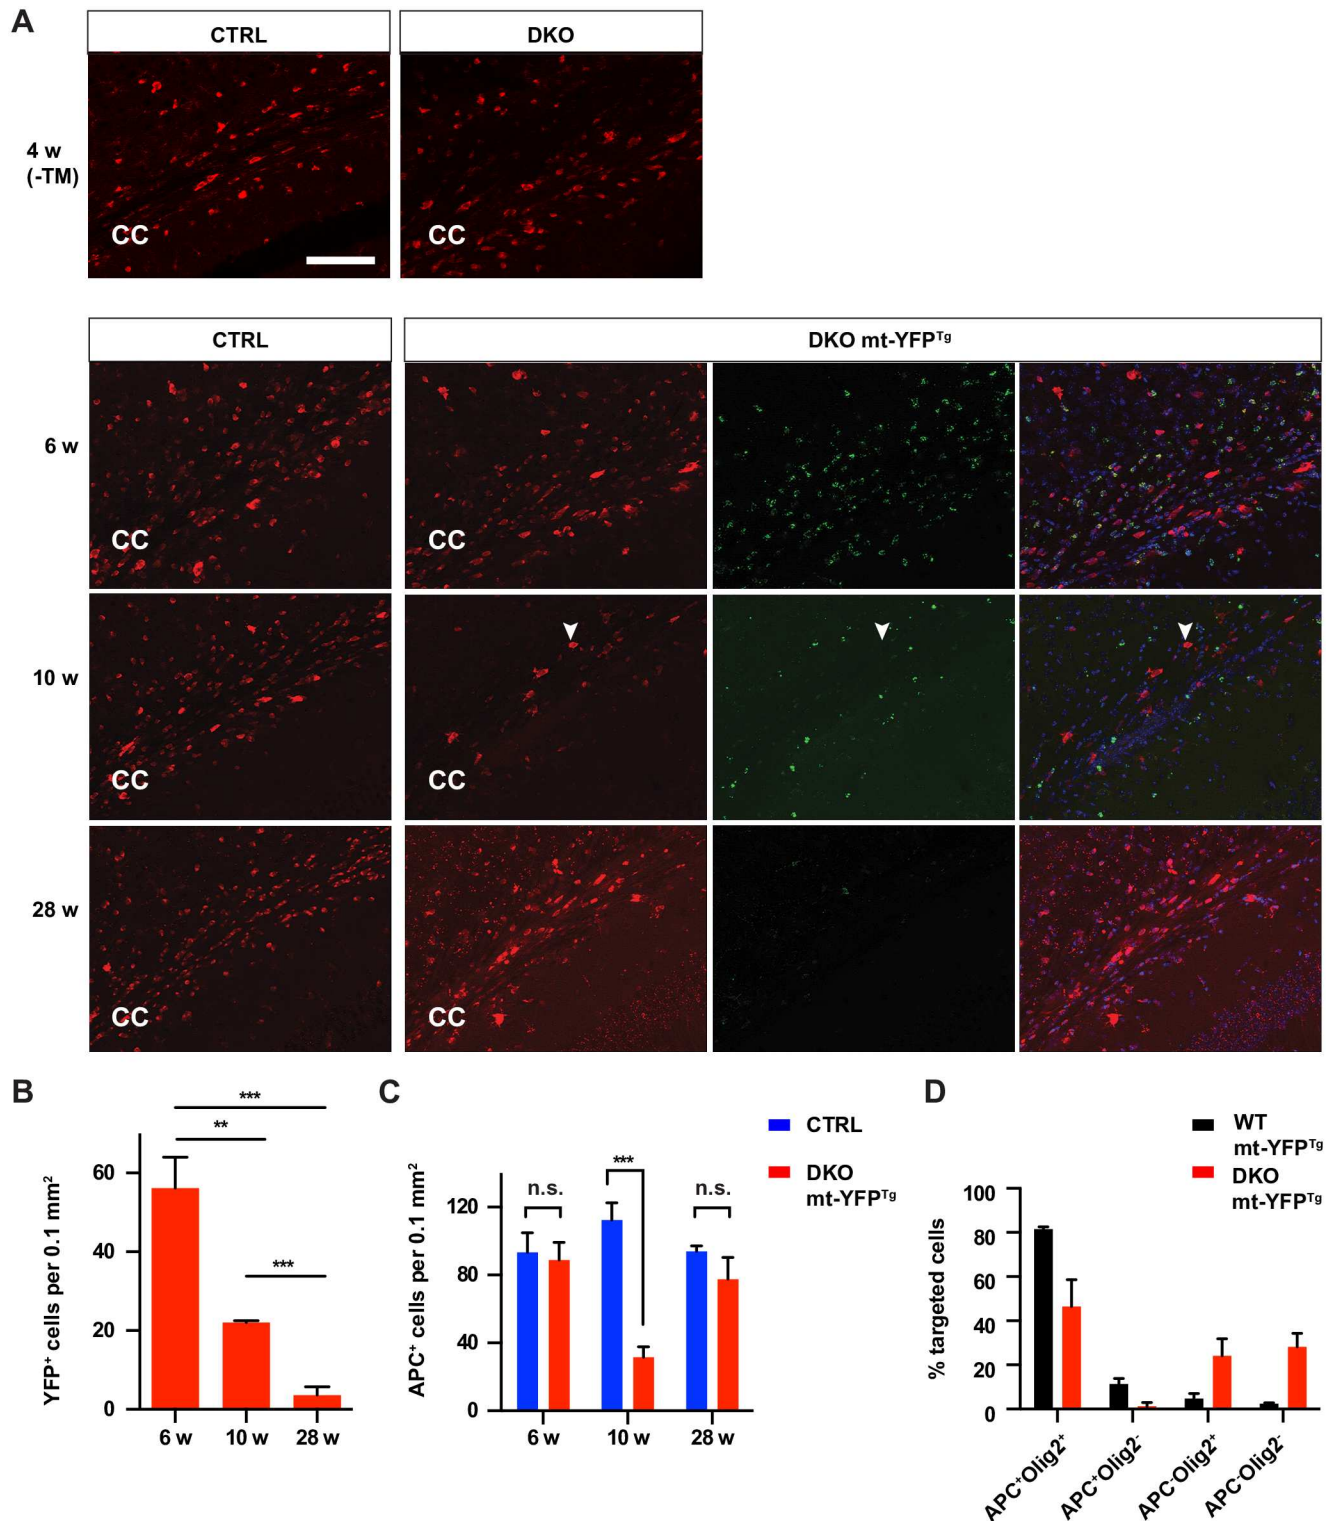 A
CTRL
DKO
4 w
(-TM)
CC
CC
CTRL
DKO mt-YFPᵀᵍ
6 w
CC
CC
10 w
CC
CC
28 w
CC
CC
B
***
**
***
YFP⁺ cells per 0.1 mm²
60
40
20
0
6 w
10 w
28 w
C
CTRL
DKO
mt-YFPᵀᵍ
n.s.
***
n.s.
APC⁺ cells per 0.1 mm²
120
80
40
0
6 w
10 w
28 w
D
WT
mt-YFPᵀᵍ
DKO
mt-YFPᵀᵍ
% targeted cells
100
80
60
40
20
0
APC⁺Olig2⁺
APC⁺Olig2⁻
APC⁻Olig2⁺
APC⁻Olig2⁻